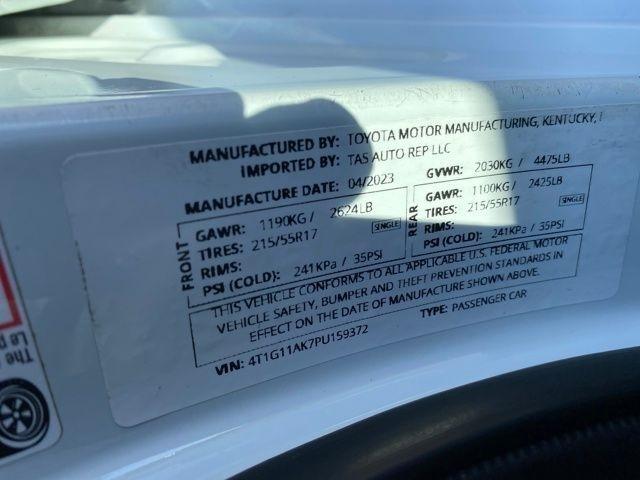 MANUFACTURED BY: TOYOTA MOTOR MANUFACTURING, KENTUCKY, I
IMPORTED BY: TAS AUTO REP LLC
MANUFACTURE DATE: 04/2023 GVWR: 2030KG / 4475LB
FRONT
GAWR: 1190KG / 2624LB
TIRES: 215/55R17 SINGLE
RIMS:
PSI (COLD): 241KPa / 35PSI
REAR
GAWR: 1100KG / 2425LB
TIRES: 215/55R17 SINGLE
RIMS:
PSI (COLD): 241KPa / 35PSI
THIS VEHICLE CONFORMS TO ALL APPLICABLE U.S. FEDERAL MOTOR
VEHICLE SAFETY, BUMPER AND THEFT PREVENTION STANDARDS IN
EFFECT ON THE DATE OF MANUFACTURE SHOWN ABOVE.
VIN: 4T1G11AK7PU159372 TYPE: PASSENGER CAR
The
Le p